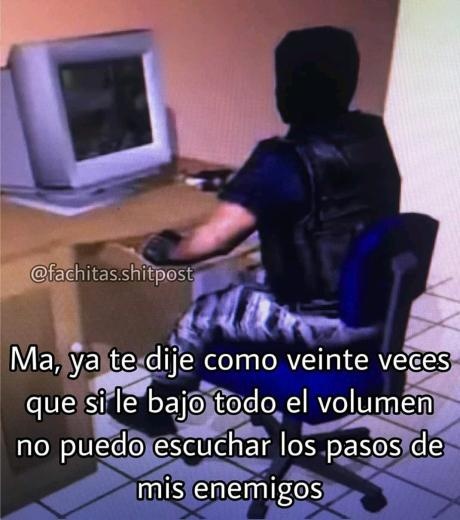 @fachitas.shitpost
Ma, ya te dije como veinte veces
que si le bajo todo el volumen
no puedo escuchar los pasos de
mis enemigos